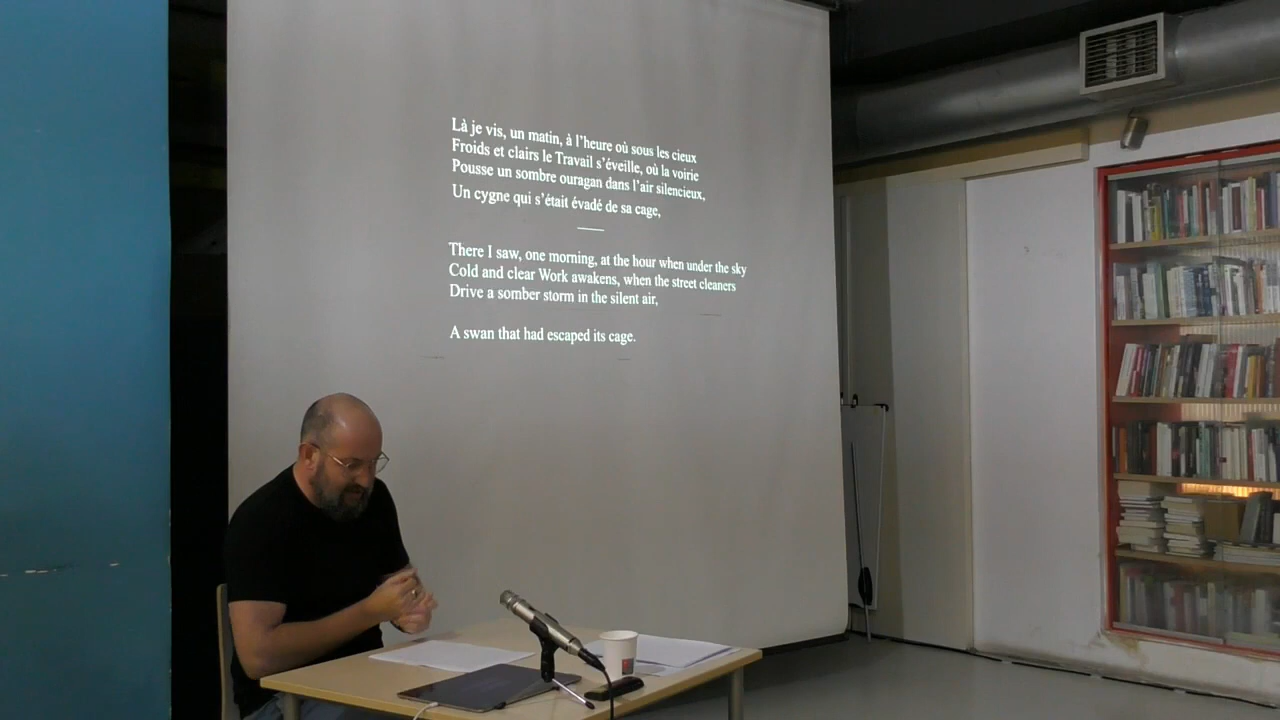 Là je vis, un matin, à l’heure où sous les cieux
Froids et clairs le Travail s’éveille, où la voirie
Pousse un sombre ouragan dans l’air silencieux,
Un cygne qui s’était évadé de sa cage,
There I saw, one morning, at the hour when under the sky
Cold and clear Work awakens, when the street cleaners
Drive a somber storm in the silent air,
A swan that had escaped its cage.